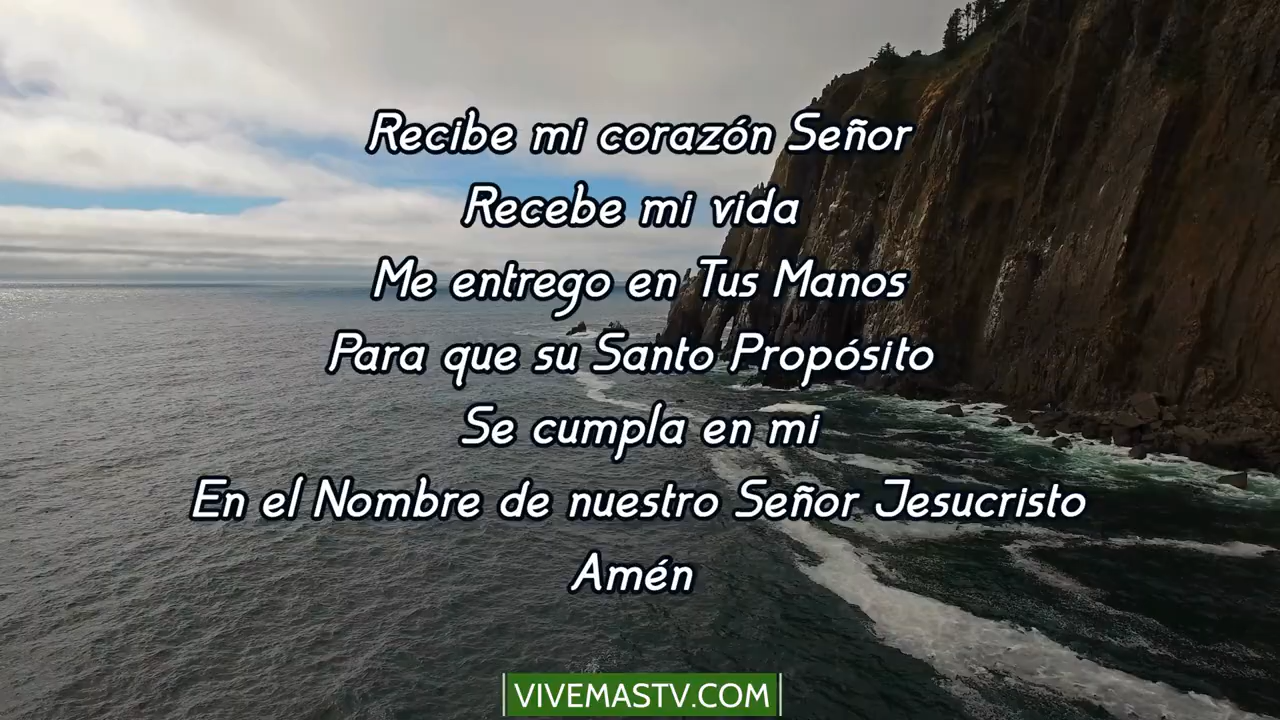 Recibe mi corazón Señor
Recebe mi vida
Me entrego en Tus Manos
Para que su Santo Propósito
Se cumpla en mi
En el Nombre de nuestro Señor Jesucristo
Amén
VIVEMASTV.COM